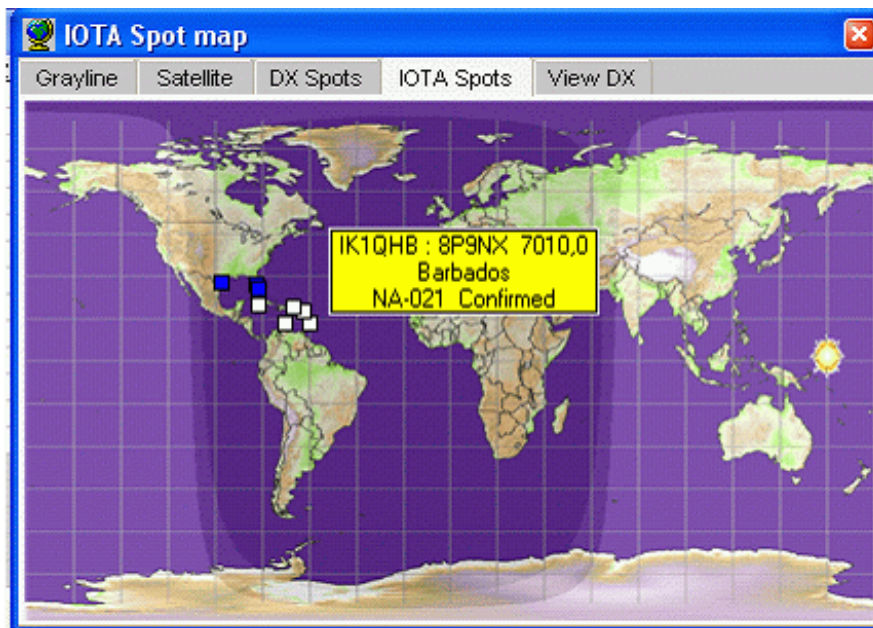 IOTA Spot map
Grayline Satellite DX Spots IOTA Spots View DX
IK1QHB : 8P9NX 7010,0
Barbados
NA-021 Confirmed